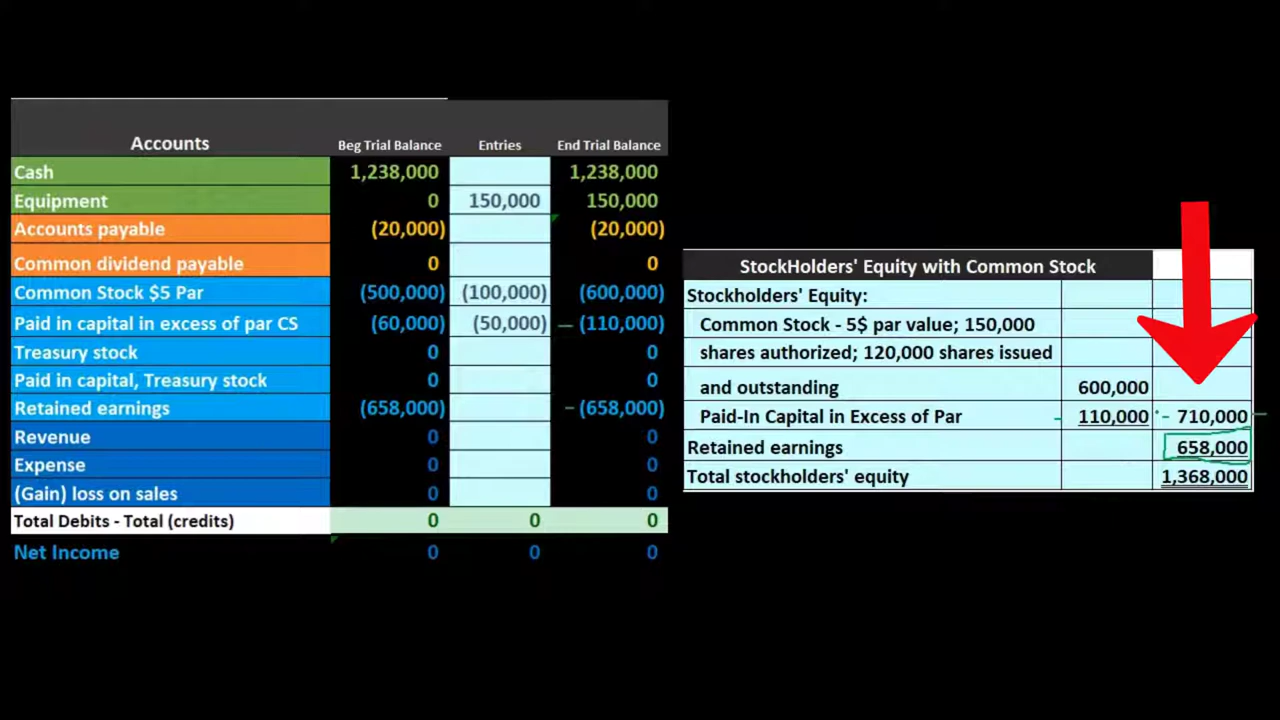 Accounts Beg Trial Balance Entries End Trial Balance
Cash 1,238,000 1,238,000
Equipment 0 150,000 150,000
Accounts payable (20,000) (20,000)
Common dividend payable 0 0
Common Stock $5 Par (500,000) (100,000) (600,000)
Paid in capital in excess of par CS (60,000) (50,000) (110,000)
Treasury stock 0 0
Paid in capital, Treasury stock 0 0
Retained earnings (658,000) (658,000)
Revenue 0 0
Expense 0 0
(Gain) loss on sales 0 0
Total Debits - Total (credits) 0 0 0
Net Income 0 0 0
StockHolders' Equity with Common Stock
Stockholders' Equity:
Common Stock - 5$ par value; 150,000
shares authorized; 120,000 shares issued
and outstanding 600,000
Paid-In Capital in Excess of Par 110,000 710,000
Retained earnings 658,000
Total stockholders' equity 1,368,000